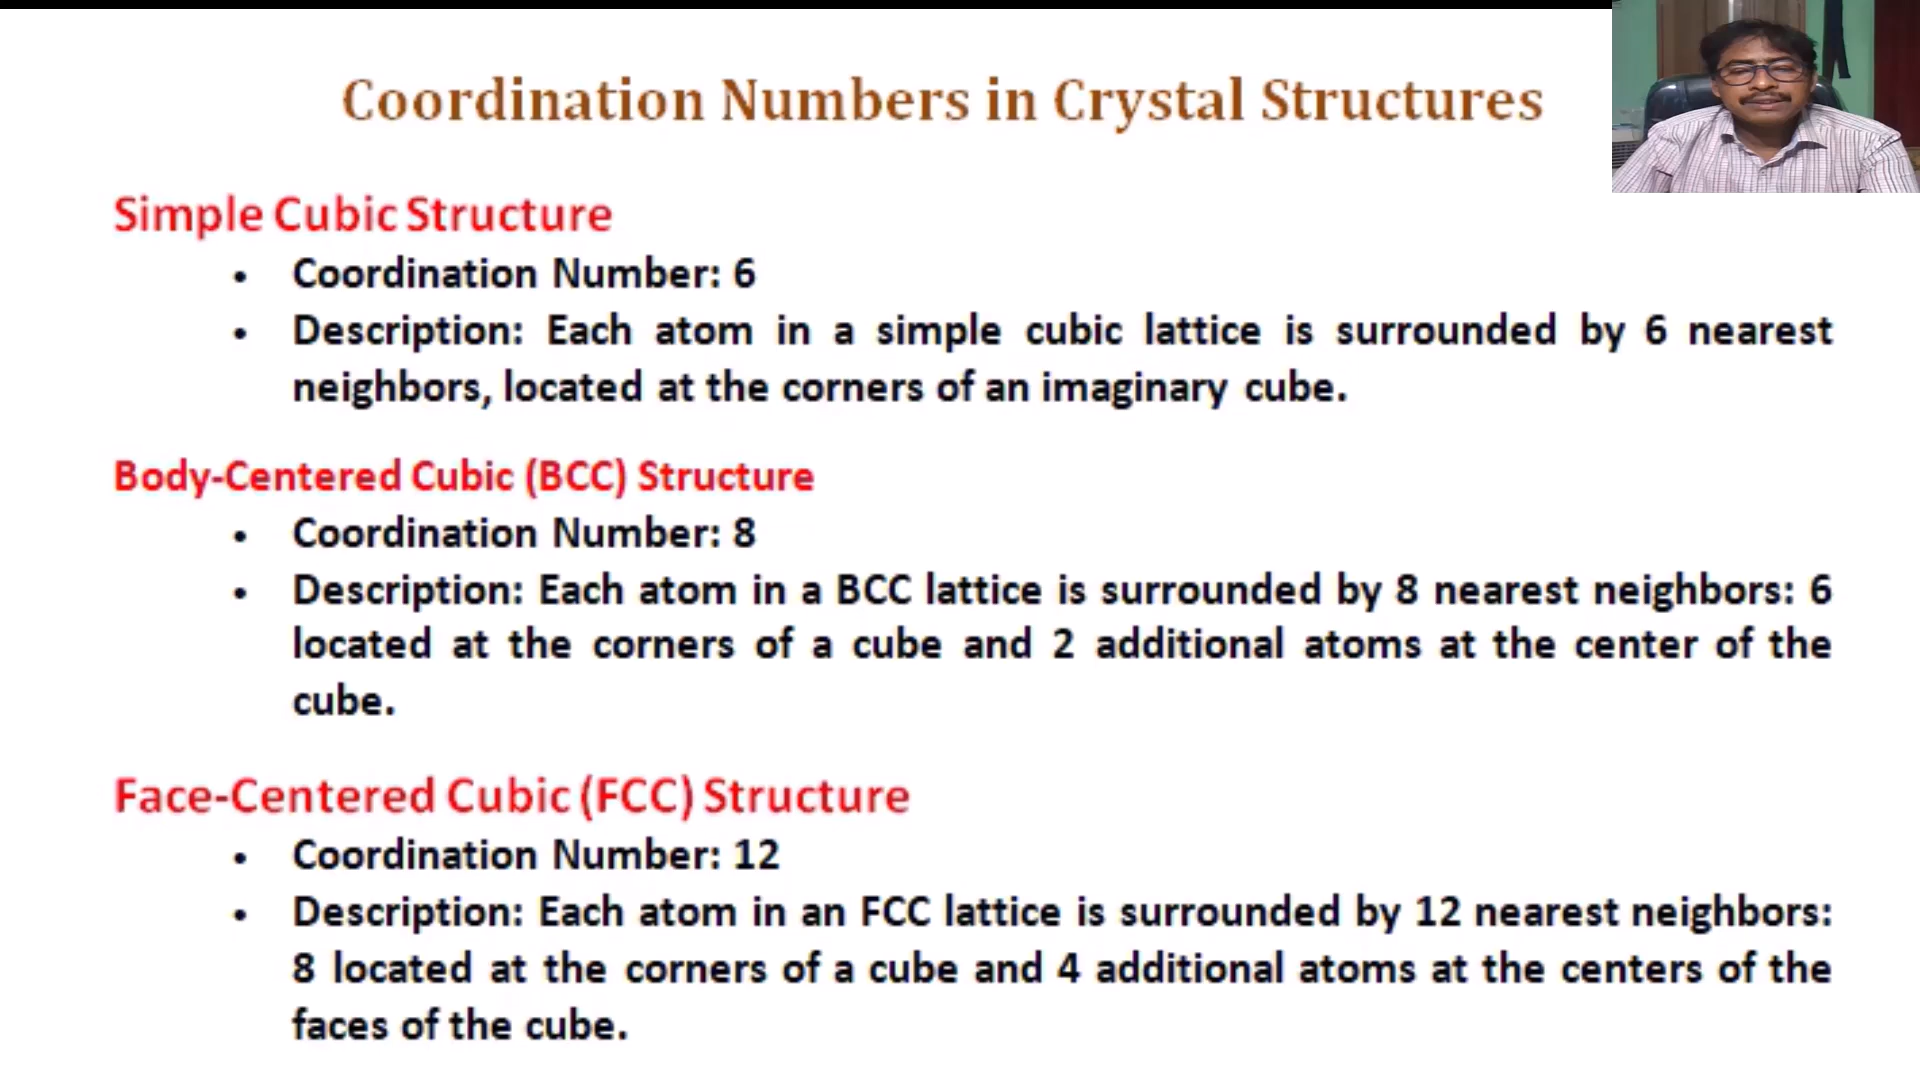 Coordination Numbers in Crystal Structures
Simple Cubic Structure
• Coordination Number: 6
• Description: Each atom in a simple cubic lattice is surrounded by 6 nearest
neighbors, located at the corners of an imaginary cube.
Body-Centered Cubic (BCC) Structure
• Coordination Number: 8
• Description: Each atom in a BCC lattice is surrounded by 8 nearest neighbors: 6
located at the corners of a cube and 2 additional atoms at the center of the
cube.
Face-Centered Cubic (FCC) Structure
• Coordination Number: 12
• Description: Each atom in an FCC lattice is surrounded by 12 nearest neighbors:
8 located at the corners of a cube and 4 additional atoms at the centers of the
faces of the cube.